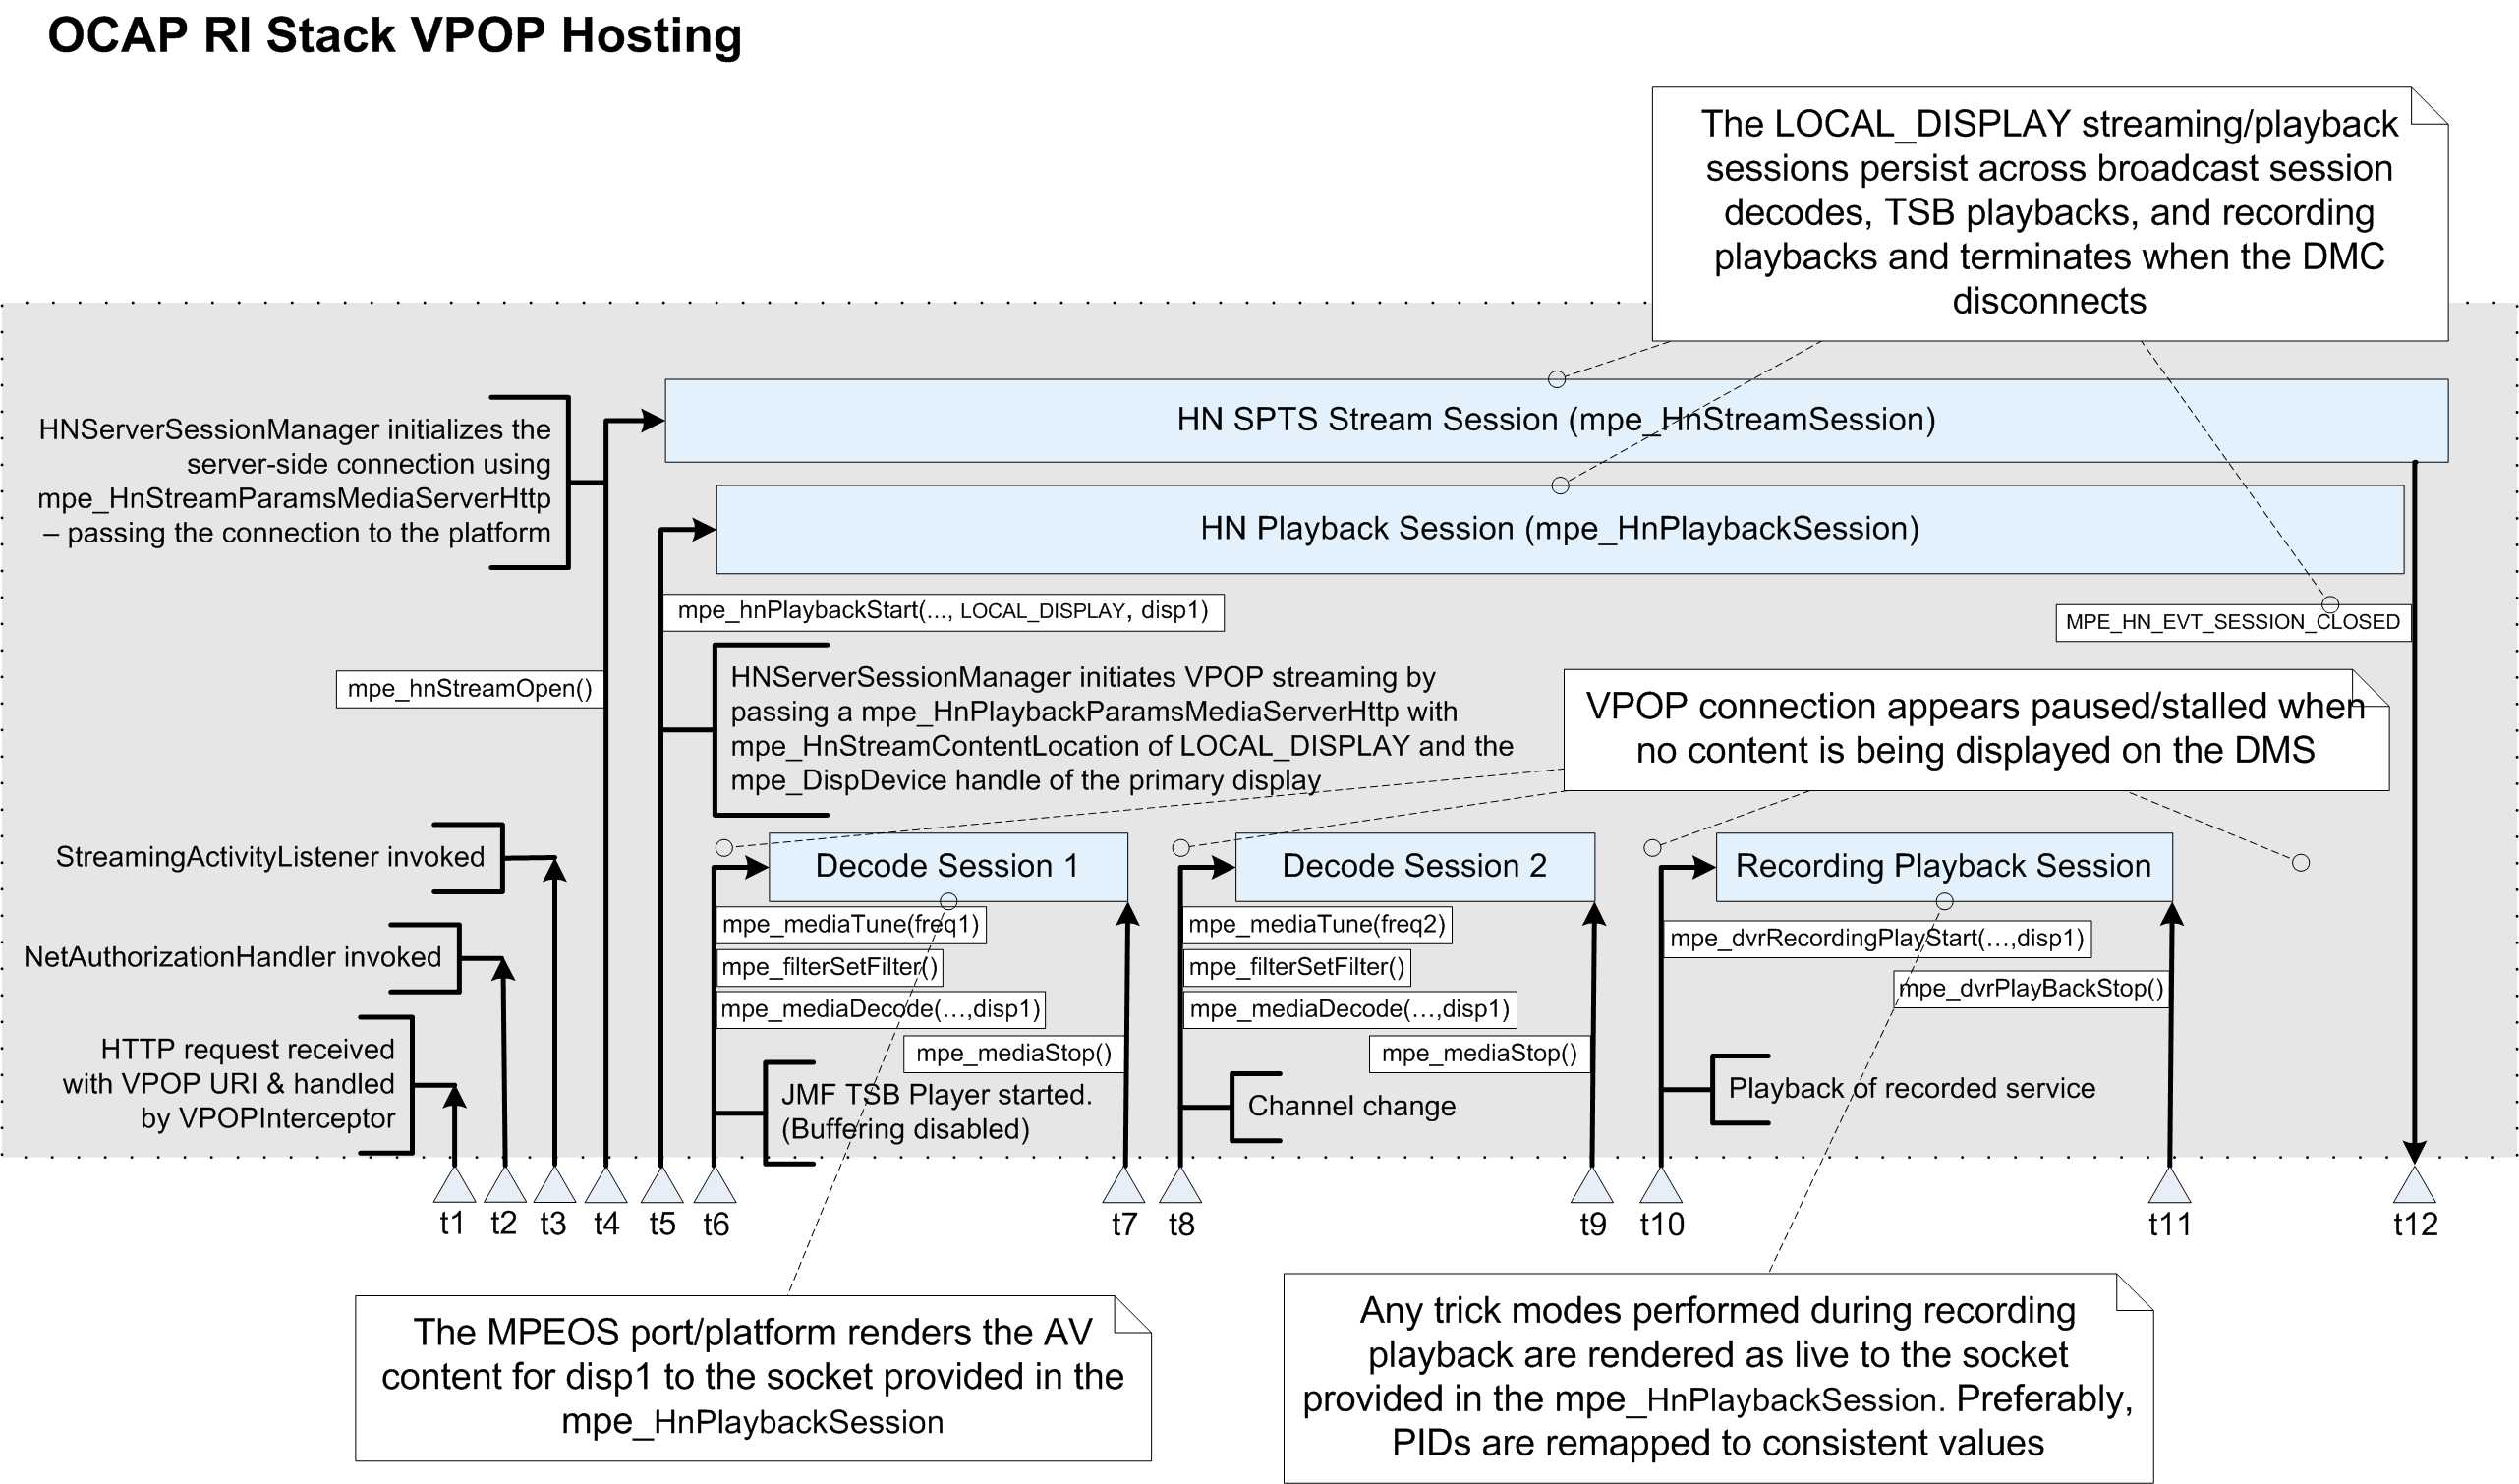 OCAP RI Stack VPOP Hosting
The LOCAL_DISPLAY streaming/playback
sessions persist across broadcast session
decodes, TSB playbacks, and recording
playbacks and terminates when the DMC
disconnects
HNServerSessionManager initializes the
server-side connection using
mpe_HnStreamParamsMediaServerHttp
– passing the connection to the platform
HN SPTS Stream Session (mpe_HnStreamSession)
HN Playback Session (mpe_HnPlaybackSession)
mpe_hnPlaybackStart(..., LOCAL_DISPLAY, disp1)
MPE_HN_EVT_SESSION_CLOSED
mpe_hnStreamOpen()
HNServerSessionManager initiates VPOP streaming by
passing a mpe_HnPlaybackParamsMediaServerHttp with
mpe_HnStreamContentLocation of LOCAL_DISPLAY and the
mpe_DispDevice handle of the primary display
VPOP connection appears paused/stalled when
no content is being displayed on the DMS
StreamingActivityListener invoked
NetAuthorizationHandler invoked
HTTP request received
with VPOP URI & handled
by VPOPInterceptor
Decode Session 1
mpe_mediaTune(freq1)
mpe_filterSetFilter()
mpe_mediaDecode(…,disp1)
mpe_mediaStop()
JMF TSB Player started.
(Buffering disabled)
Decode Session 2
mpe_mediaTune(freq2)
mpe_filterSetFilter()
mpe_mediaDecode(…,disp1)
mpe_mediaStop()
Channel change
Recording Playback Session
mpe_dvrRecordingPlayStart(…,disp1)
mpe_dvrPlayBackStop()
Playback of recorded service
t1 t2 t3 t4 t5 t6 t7 t8 t9 t10 t11 t12
The MPEOS port/platform renders the AV
content for disp1 to the socket provided in the
mpe_HnPlaybackSession
Any trick modes performed during recording
playback are rendered as live to the socket
provided in the mpe_HnPlaybackSession. Preferably,
PIDs are remapped to consistent values